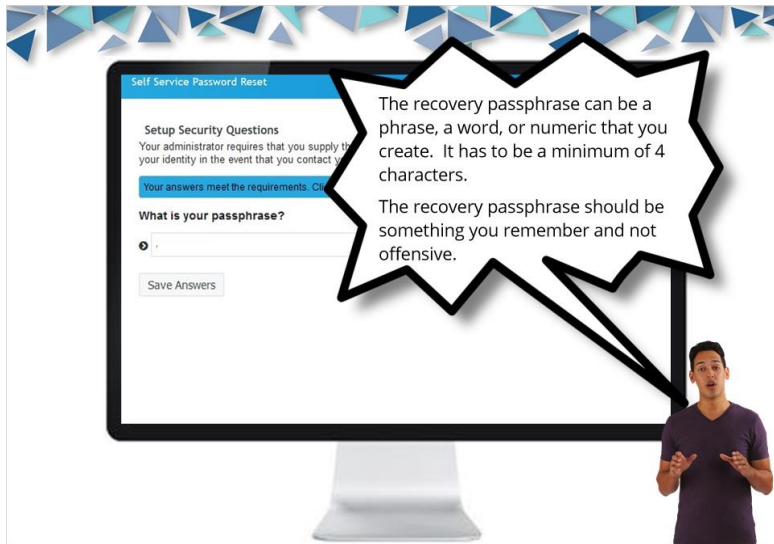 Self Service Password Reset
Setup Security Questions
Your administrator requires that you supply
your identity in the event that you contact
Your answers meet the requirements.
What is your passphrase?
Save Answers
The recovery passphrase can be a
phrase, a word, or numeric that you
create. It has to be a minimum of 4
characters.
The recovery passphrase should be
something you remember and not
offensive.